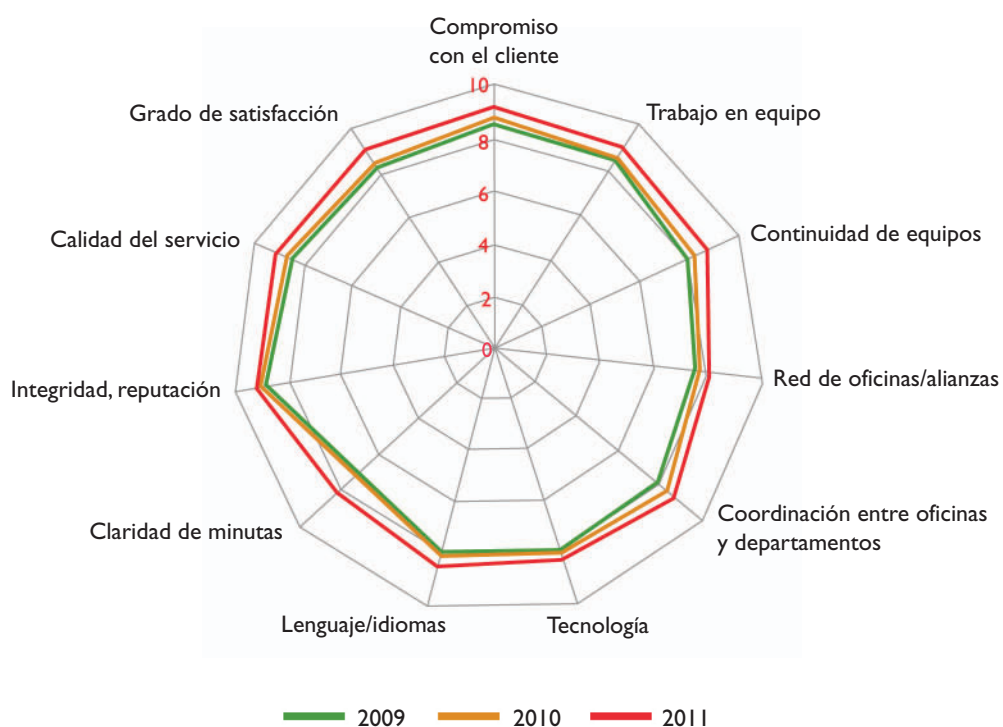 Compromiso
con el cliente
Grado de satisfacción
Trabajo en equipo
Calidad del servicio
Continuidad de equipos
Integridad, reputación
Red de oficinas/alianzas
Claridad de minutas
Coordinación entre oficinas
y departamentos
Lenguaje/idiomas
Tecnología
10
8
6
4
2
0
2009
2010
2011